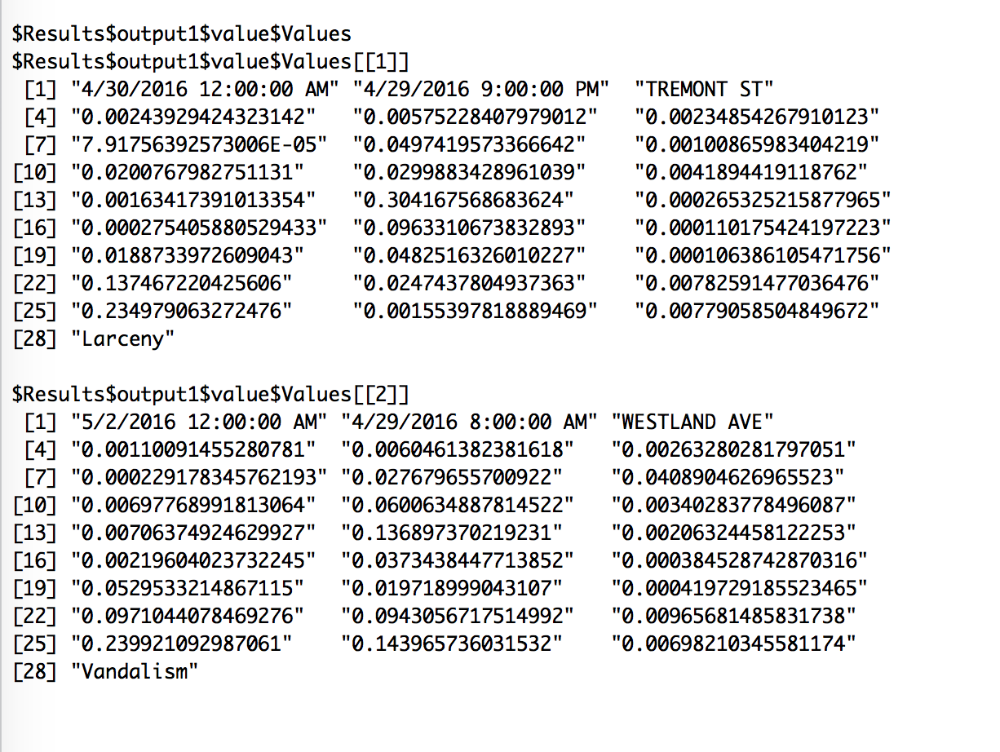 $Results$output1$value$Values
$Results$output1$value$Values[[1]]
[1] "4/30/2016 12:00:00 AM" "4/29/2016 9:00:00 PM" "TREMONT ST"
[4] "0.00243929424323142" "0.00575228407979012" "0.00234854267910123"
[7] "7.91756392573006E-05" "0.0497419573366642" "0.00100865983404219"
[10] "0.0200767982751131" "0.0299883428961039" "0.0041894419118762"
[13] "0.00163417391013354" "0.304167568683624" "0.000265325215877965"
[16] "0.000275405880529433" "0.0963310673832893" "0.000110175424197223"
[19] "0.0188733972609043" "0.0482516326010227" "0.000106386105471756"
[22] "0.137467220425606" "0.0247437804937363" "0.00782591477036476"
[25] "0.234979063272476" "0.00155397818889469" "0.00779058504849672"
[28] "Larceny"
$Results$output1$value$Values[[2]]
[1] "5/2/2016 12:00:00 AM" "4/29/2016 8:00:00 AM" "WESTLAND AVE"
[4] "0.00110091455280781" "0.0060461382381618" "0.00263280281797051"
[7] "0.000229178345762193" "0.027679655700922" "0.0408904626965523"
[10] "0.00697768991813064" "0.0600634887814522" "0.00340283778496087"
[13] "0.00706374924629927" "0.136897370219231" "0.00206324458122253"
[16] "0.00219604023732245" "0.0373438447713852" "0.000384528742870316"
[19] "0.0529533214867115" "0.019718999043107" "0.000419729185523465"
[22] "0.0971044078469276" "0.0943056717514992" "0.00965681485831738"
[25] "0.239921092987061" "0.143965736031532" "0.00698210345581174"
[28] "Vandalism"